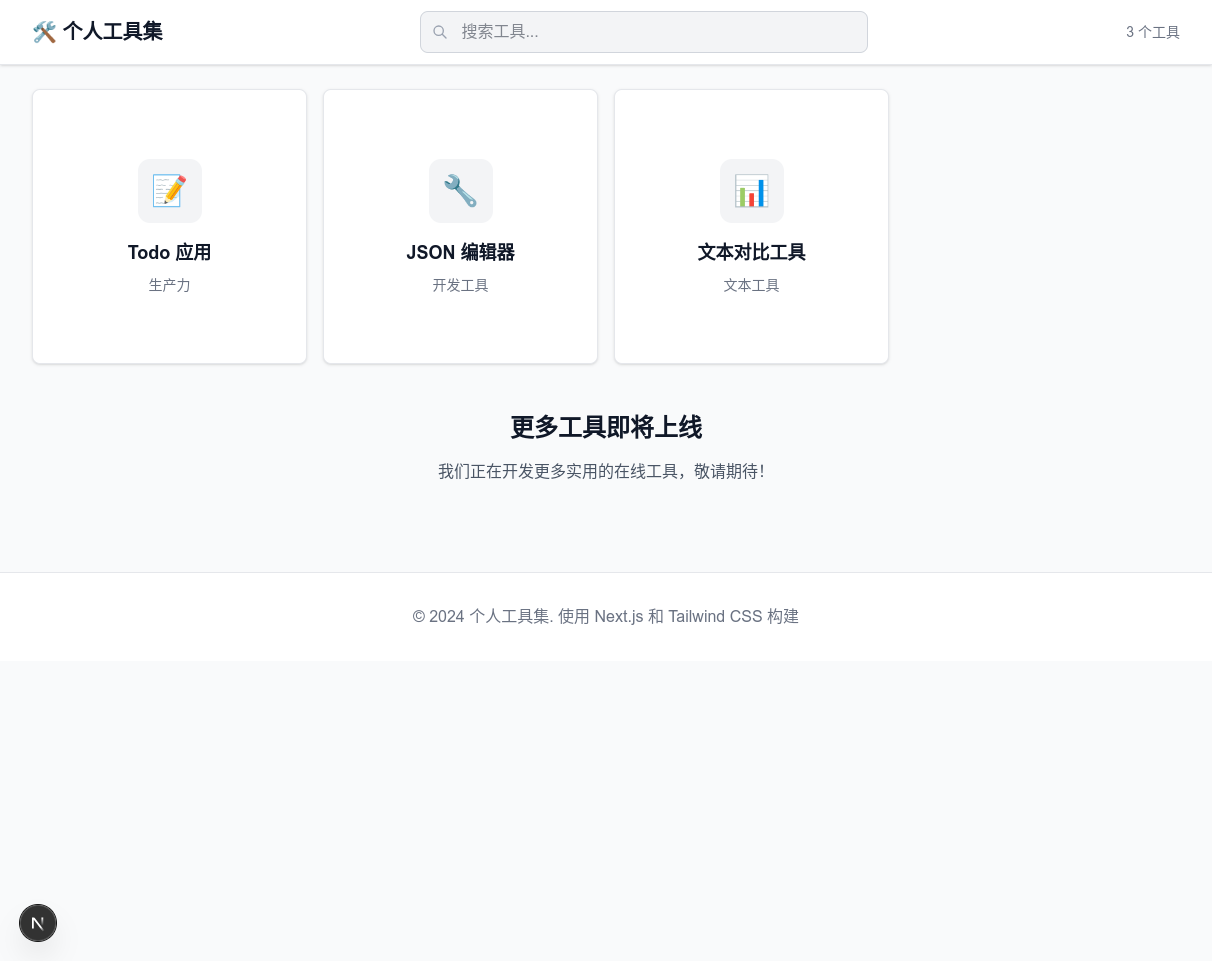 🛠️ 个人工具集
搜索工具...
3 个工具
Todo 应用
生产力
JSON 编辑器
开发工具
文本对比工具
文本工具
更多工具即将上线
我们正在开发更多实用的在线工具，敬请期待！
© 2024 个人工具集. 使用 Next.js 和 Tailwind CSS 构建
N